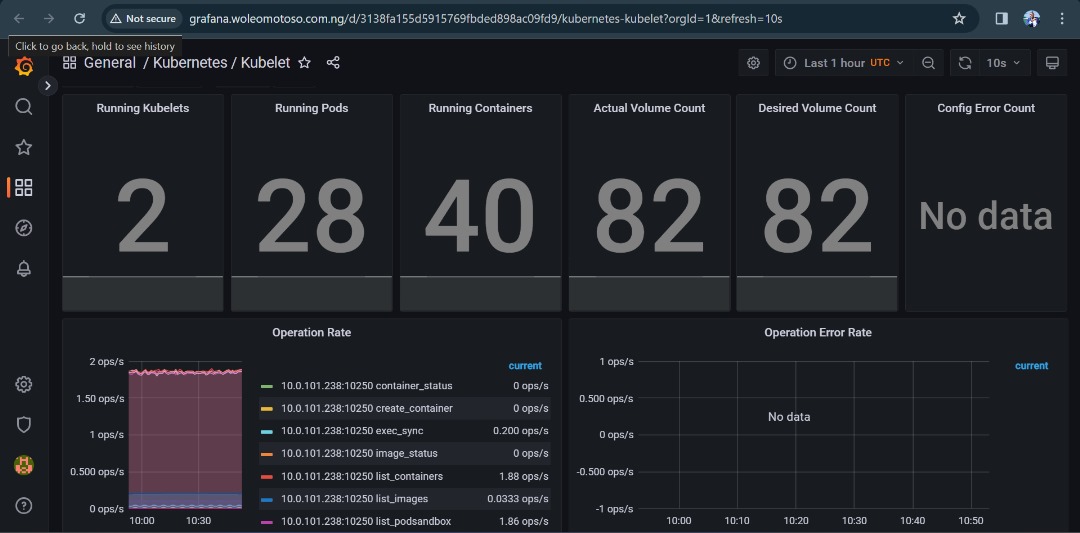 Not secure
grafana.woleomotoso.com.ng/d/3138fa155d5915769fbded898ac09fd9/kubernetes-kubelet?orgId=1&refresh=10s
Click to go back, hold to see history
General / Kubernetes / Kubelet
Last 1 hour UTC
10s
Running Kubelets
Running Pods
Running Containers
Actual Volume Count
Desired Volume Count
Config Error Count
2
28
40
82
82
No data
Operation Rate
2 ops/s
1.50 ops/s
1 ops/s
0.500 ops/s
0 ops/s
10:00
10:30
current
10.0.101.238:10250 container_status 0 ops/s
10.0.101.238:10250 create_container 0 ops/s
10.0.101.238:10250 exec_sync 0.200 ops/s
10.0.101.238:10250 image_status 0 ops/s
10.0.101.238:10250 list_containers 1.88 ops/s
10.0.101.238:10250 list_images 0.0333 ops/s
10.0.101.238:10250 list_podsandbox 1.86 ops/s
Operation Error Rate
current
1 ops/s
0.500 ops/s
0 ops/s
-0.500 ops/s
-1 ops/s
No data
10:00
10:10
10:20
10:30
10:40
10:50